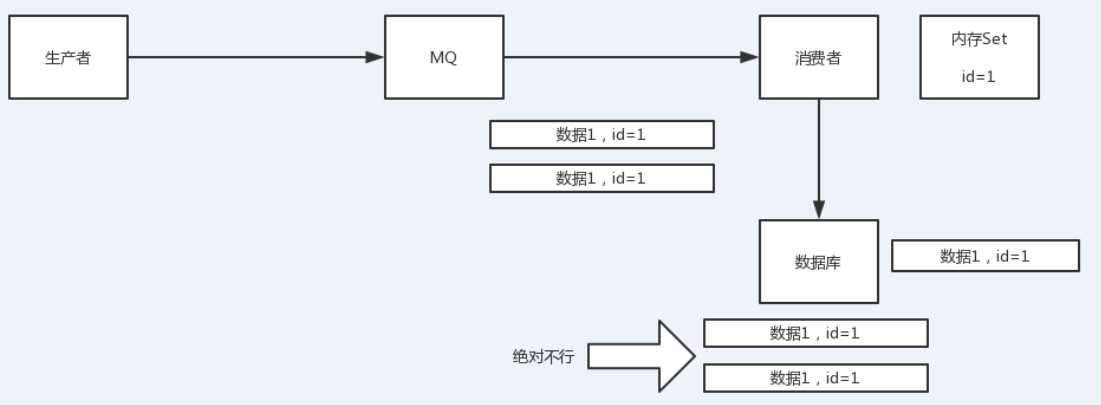 生产者
MQ
消费者
内存Set
id=1
数据1，id=1
数据1，id=1
数据库
数据1，id=1
绝对不行
数据1，id=1
数据1，id=1